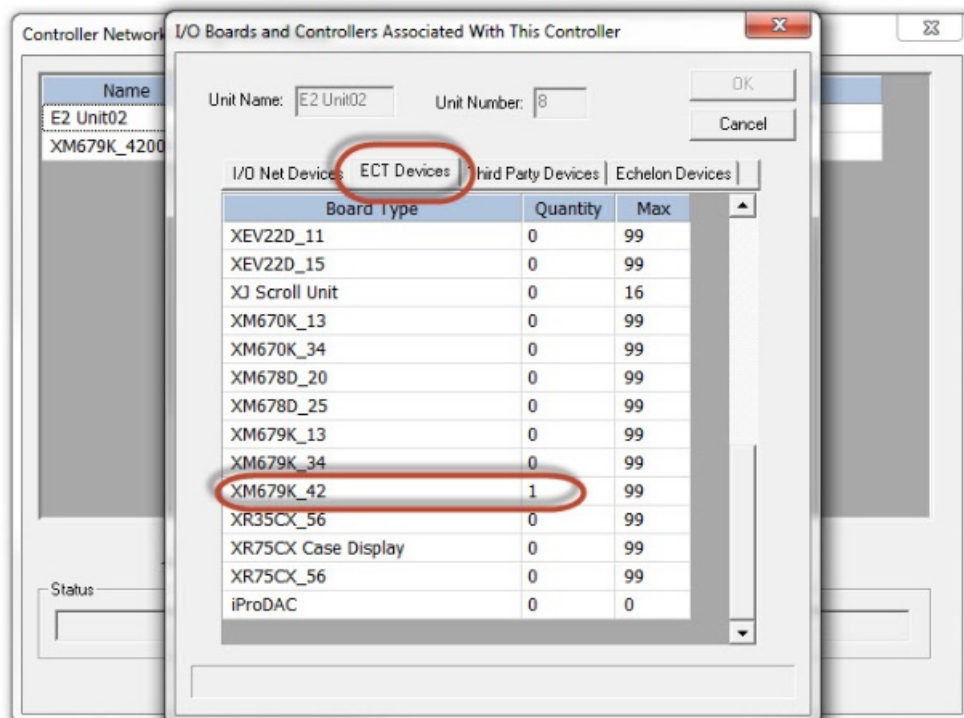 Controller Network
I/O Boards and Controllers Associated With This Controller
Name
E2 Unit02
XM679K_4200
Unit Name: E2 Unit02 Unit Number: 8
OK
Cancel
I/O Net Devices ECT Devices Third Party Devices Echelon Devices
Board Type Quantity Max
XEV22D_11 0 99
XEV22D_15 0 99
XJ Scroll Unit 0 16
XM670K_13 0 99
XM670K_34 0 99
XM678D_20 0 99
XM678D_25 0 99
XM679K_13 0 99
XM679K_34 0 99
XM679K_42 1 99
XR35CX_56 0 99
XR75CX Case Display 0 99
XR75CX_56 0 99
iProDAC 0 0
Status